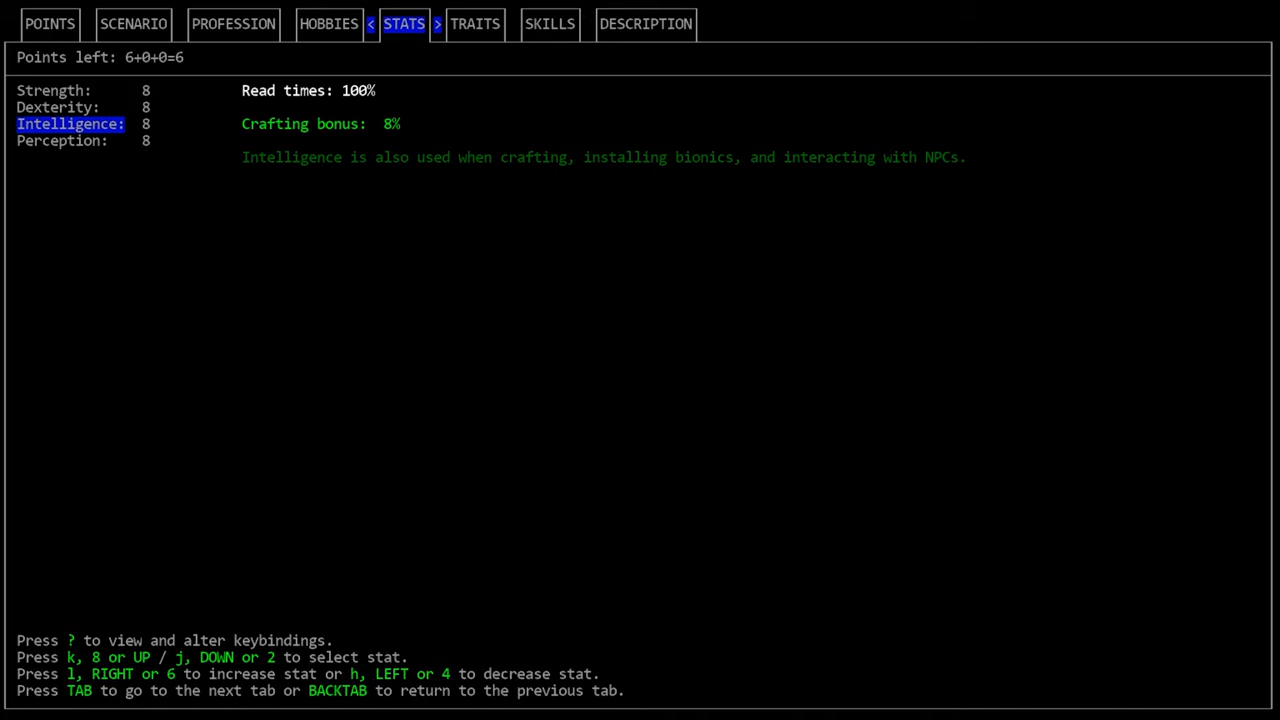 POINTS SCENARIO PROFESSION HOBBIES < STATS > TRAITS SKILLS DESCRIPTION
Points left: 6+0+0=6
Strength: 8 Read times: 100%
Dexterity: 8
Intelligence: 8 Crafting bonus: 8%
Perception: 8
Intelligence is also used when crafting, installing bionics, and interacting with NPCs.
Press ? to view and alter keybindings.
Press k, 8 or UP / j, DOWN or 2 to select stat.
Press l, RIGHT or 6 to increase stat or h, LEFT or 4 to decrease stat.
Press TAB to go to the next tab or BACKTAB to return to the previous tab.